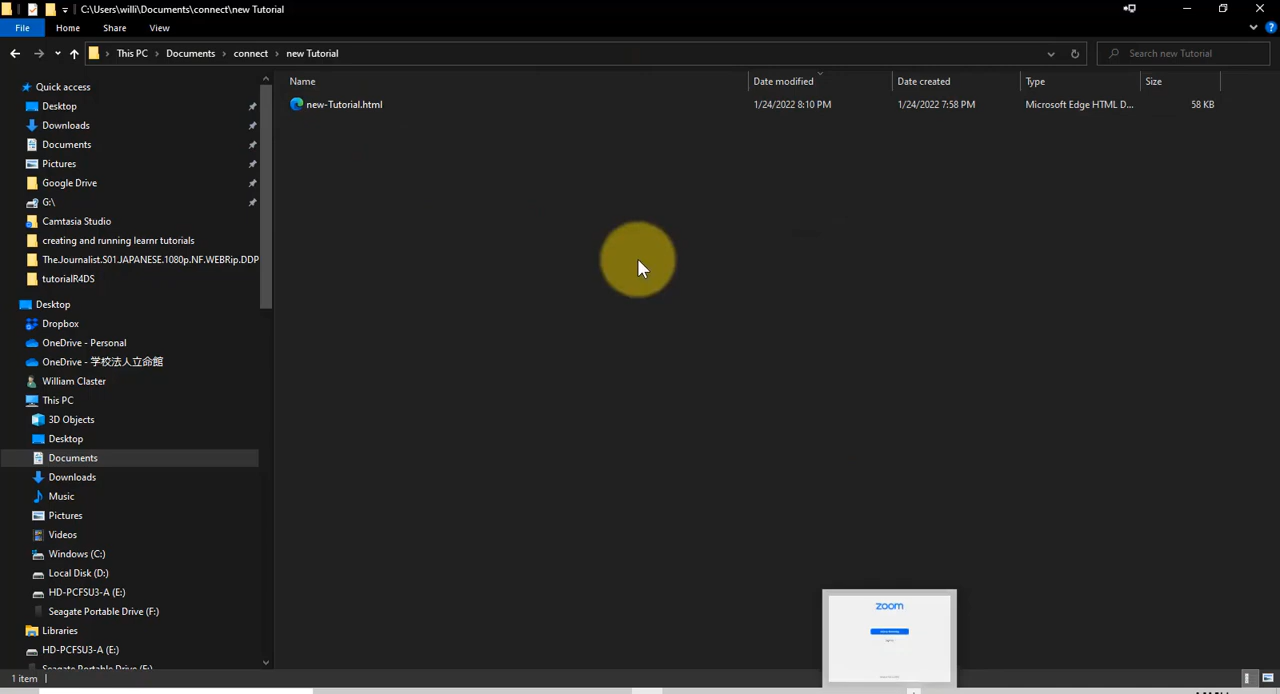 C:\Users\willi\Documents\connect\new Tutorial
File Home Share View
This PC Documents connect new Tutorial
Search new Tutorial
Name Date modified Date created Type Size
new-Tutorial.html 1/24/2022 8:10 PM 1/24/2022 7:58 PM Microsoft Edge HTML D... 58 KB
Quick access
Desktop
Downloads
Documents
Pictures
Google Drive
G:\
Camtasia Studio
creating and running learnr tutorials
The.Journalist.S01.JAPANESE.1080p.NF.WEBRip.DDP
tutorialR4DS
Desktop
Dropbox
OneDrive - Personal
OneDrive - 学校法人立命館
William Claster
This PC
3D Objects
Desktop
Documents
Downloads
Music
Pictures
Videos
Windows (C:)
Local Disk (D:)
HD-PCFSU3-A (E:)
Seagate Portable Drive (F:)
Libraries
HD-PCFSU3-A (E:)
Seagate Portable Drive (F:)
zoom
1 item